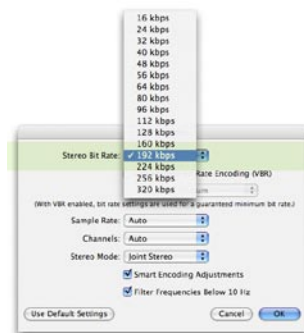 16 kbps
24 kbps
32 kbps
40 kbps
48 kbps
56 kbps
64 kbps
80 kbps
96 kbps
112 kbps
128 kbps
160 kbps
Stereo Bit Rate: ✓ 192 kbps
224 kbps
Rate Encoding (VBR)
256 kbps
320 kbps
(With VBR enabled, bit rate settings are used for a guaranteed minimum bit rate.)
Sample Rate: Auto
Channels: Auto
Stereo Mode: Joint Stereo
Smart Encoding Adjustments
Filter Frequencies Below 10 Hz
Use Default Settings Cancel OK